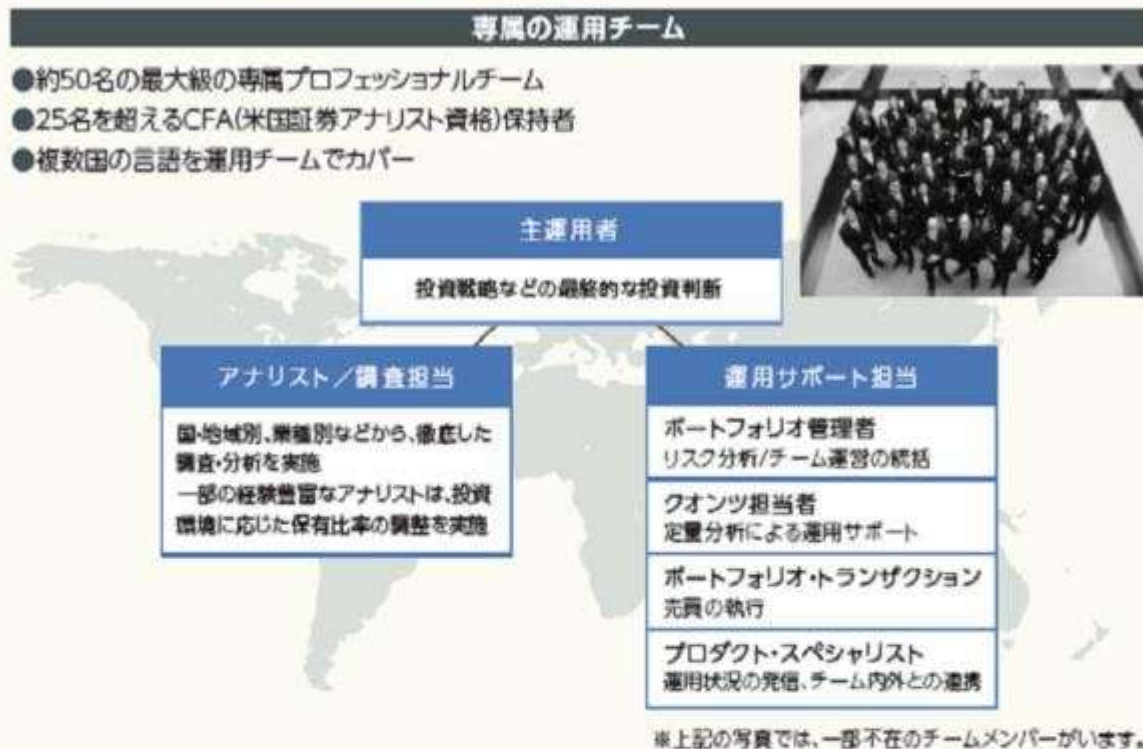 専属の運用チーム
●約50名の最大級の専属プロフェッショナルチーム
●25名を超えるCFA(米国証券アナリスト資格)保持者
●複数国の言語を運用チームでカバー
主運用者
投資戦略などの最終的な投資判断
アナリスト／調査担当
国・地域別、業種別などから、徹底した
調査・分析を実施
一部の経験豊富なアナリストは、投資
環境に応じた保有比率の調整を実施
運用サポート担当
ポートフォリオ管理者
リスク分析/チーム運営の統括
クオンツ担当者
定量分析による運用サポート
ポートフォリオ・トランザクション
売買の執行
プロダクト・スペシャリスト
運用状況の発信、チーム内外との連携
※上記の写真では、一部不在のチームメンバーがいます。